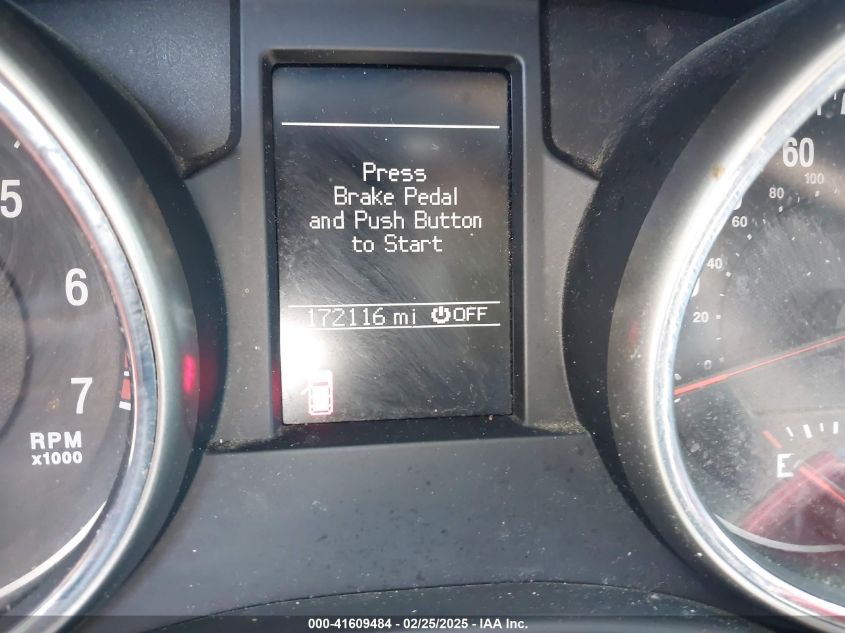 Press
Brake Pedal
and Push Button
to Start
172116 mi OFF
5
6
7
RPM
x1000
60
100
80
60
40
20
0
E
000-41609484 - 02/25/2025 - IAA Inc.